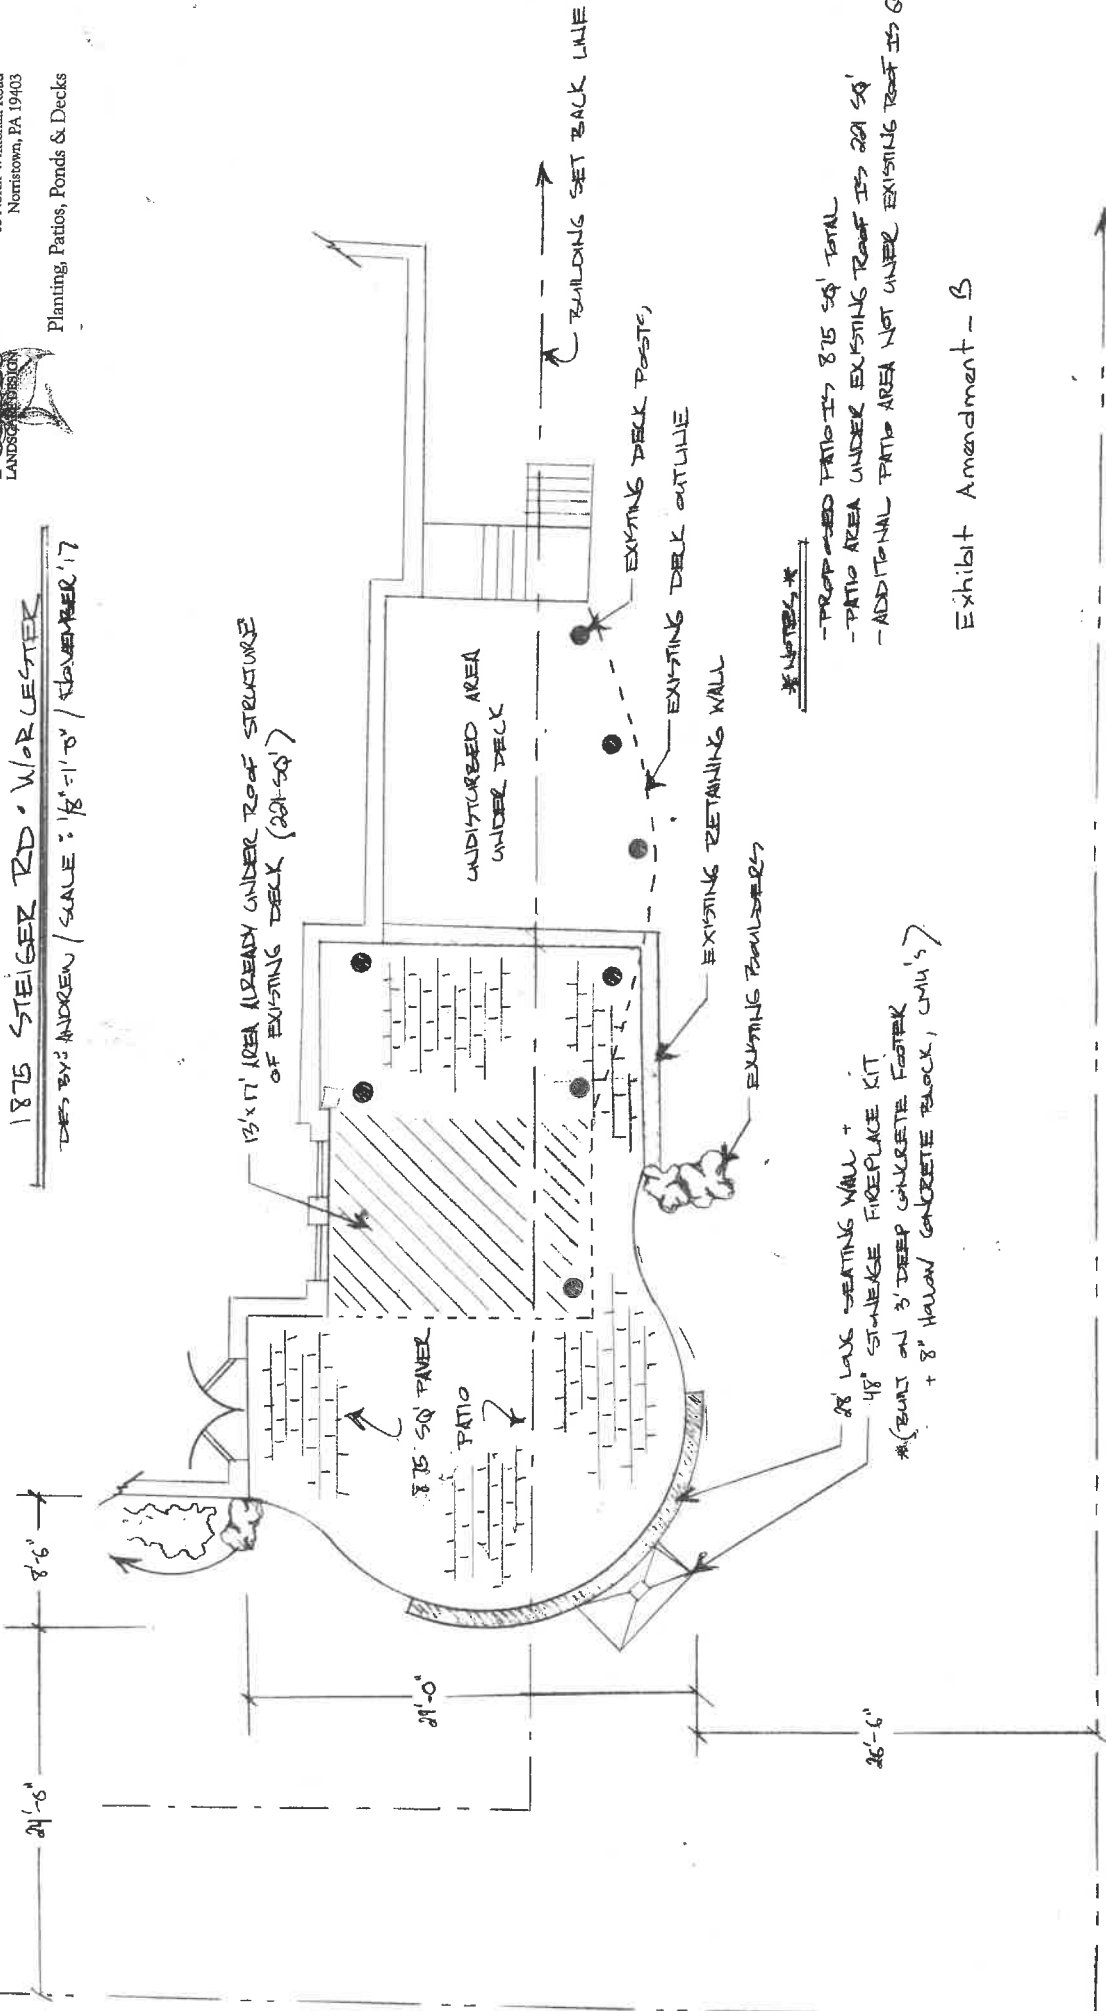 LANDSCAPE DESIGN
Norristown, PA 19403
Planting, Patios, Ponds & Decks
1875 STEIGER RD • WORCESTER
DES BY: ANDREW / SCALE: 1/8"=1'-0" / NOVEMBER '17
13'x17' AREA ALREADY UNDER ROOF STRUCTURE
OF EXISTING DECK (221 SQ')
UNDISTURBED AREA
UNDER DECK
BUILDING SET BACK LINE
EXISTING DECK POSTS
EXISTING DECK OUTLINE
EXISTING RETAINING WALL
EXISTING BOULDERS
875 SQ' PAVER
PATIO
28' LONG SEATING WALL +
48" STONEAGE FIREPLACE KIT
*(BUILT ON 3' DEEP CONCRETE FOOTER
+ 8" HOLLOW CONCRETE BLOCK, CMU'S)
8'-6"
29'-0"
26'-6"
*NOTES*
-PROPOSED PATIO IS 875 SQ' TOTAL
-PATIO AREA UNDER EXISTING ROOF IS 221 SQ'
-ADDITONAL PATIO AREA NOT UNER EXISTING ROOF IS
Exhibit Amendment - B